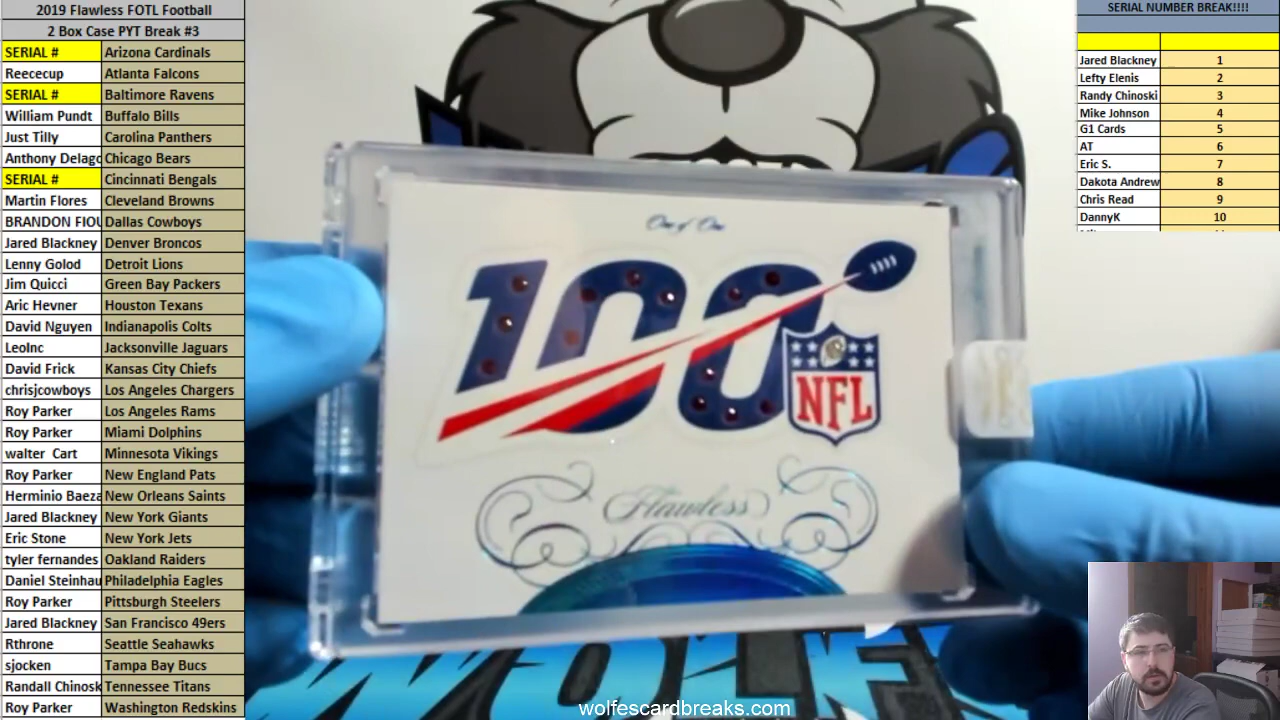 2019 Flawless FOTL Football
2 Box Case PYT Break #3
SERIAL # Arizona Cardinals
Reececup Atlanta Falcons
SERIAL # Baltimore Ravens
William Pundt Buffalo Bills
Just Tilly Carolina Panthers
Anthony Delago Chicago Bears
SERIAL # Cincinnati Bengals
Martin Flores Cleveland Browns
BRANDON FIOU Dallas Cowboys
Jared Blackney Denver Broncos
Lenny Golod Detroit Lions
Jim Quicci Green Bay Packers
Aric Hevner Houston Texans
David Nguyen Indianapolis Colts
LeoInc Jacksonville Jaguars
David Frick Kansas City Chiefs
chrisjcowboys Los Angeles Chargers
Roy Parker Los Angeles Rams
Roy Parker Miami Dolphins
walter Cart Minnesota Vikings
Roy Parker New England Pats
Herminio Baeza New Orleans Saints
Jared Blackney New York Giants
Eric Stone New York Jets
tyler fernandes Oakland Raiders
Daniel Steinhau Philadelphia Eagles
Roy Parker Pittsburgh Steelers
Jared Blackney San Francisco 49ers
Rthrone Seattle Seahawks
sjocken Tampa Bay Bucs
Randall Chinosk Tennessee Titans
Roy Parker Washington Redskins
One of One
100
NFL
Flawless
WOLFE
wolfescardbreaks.com
SERIAL NUMBER BREAK!!!!
Jared Blackney 1
Lefty Elenis 2
Randy Chinoski 3
Mike Johnson 4
G1 Cards 5
AT 6
Eric S. 7
Dakota Andrew 8
Chris Read 9
DannyK 10